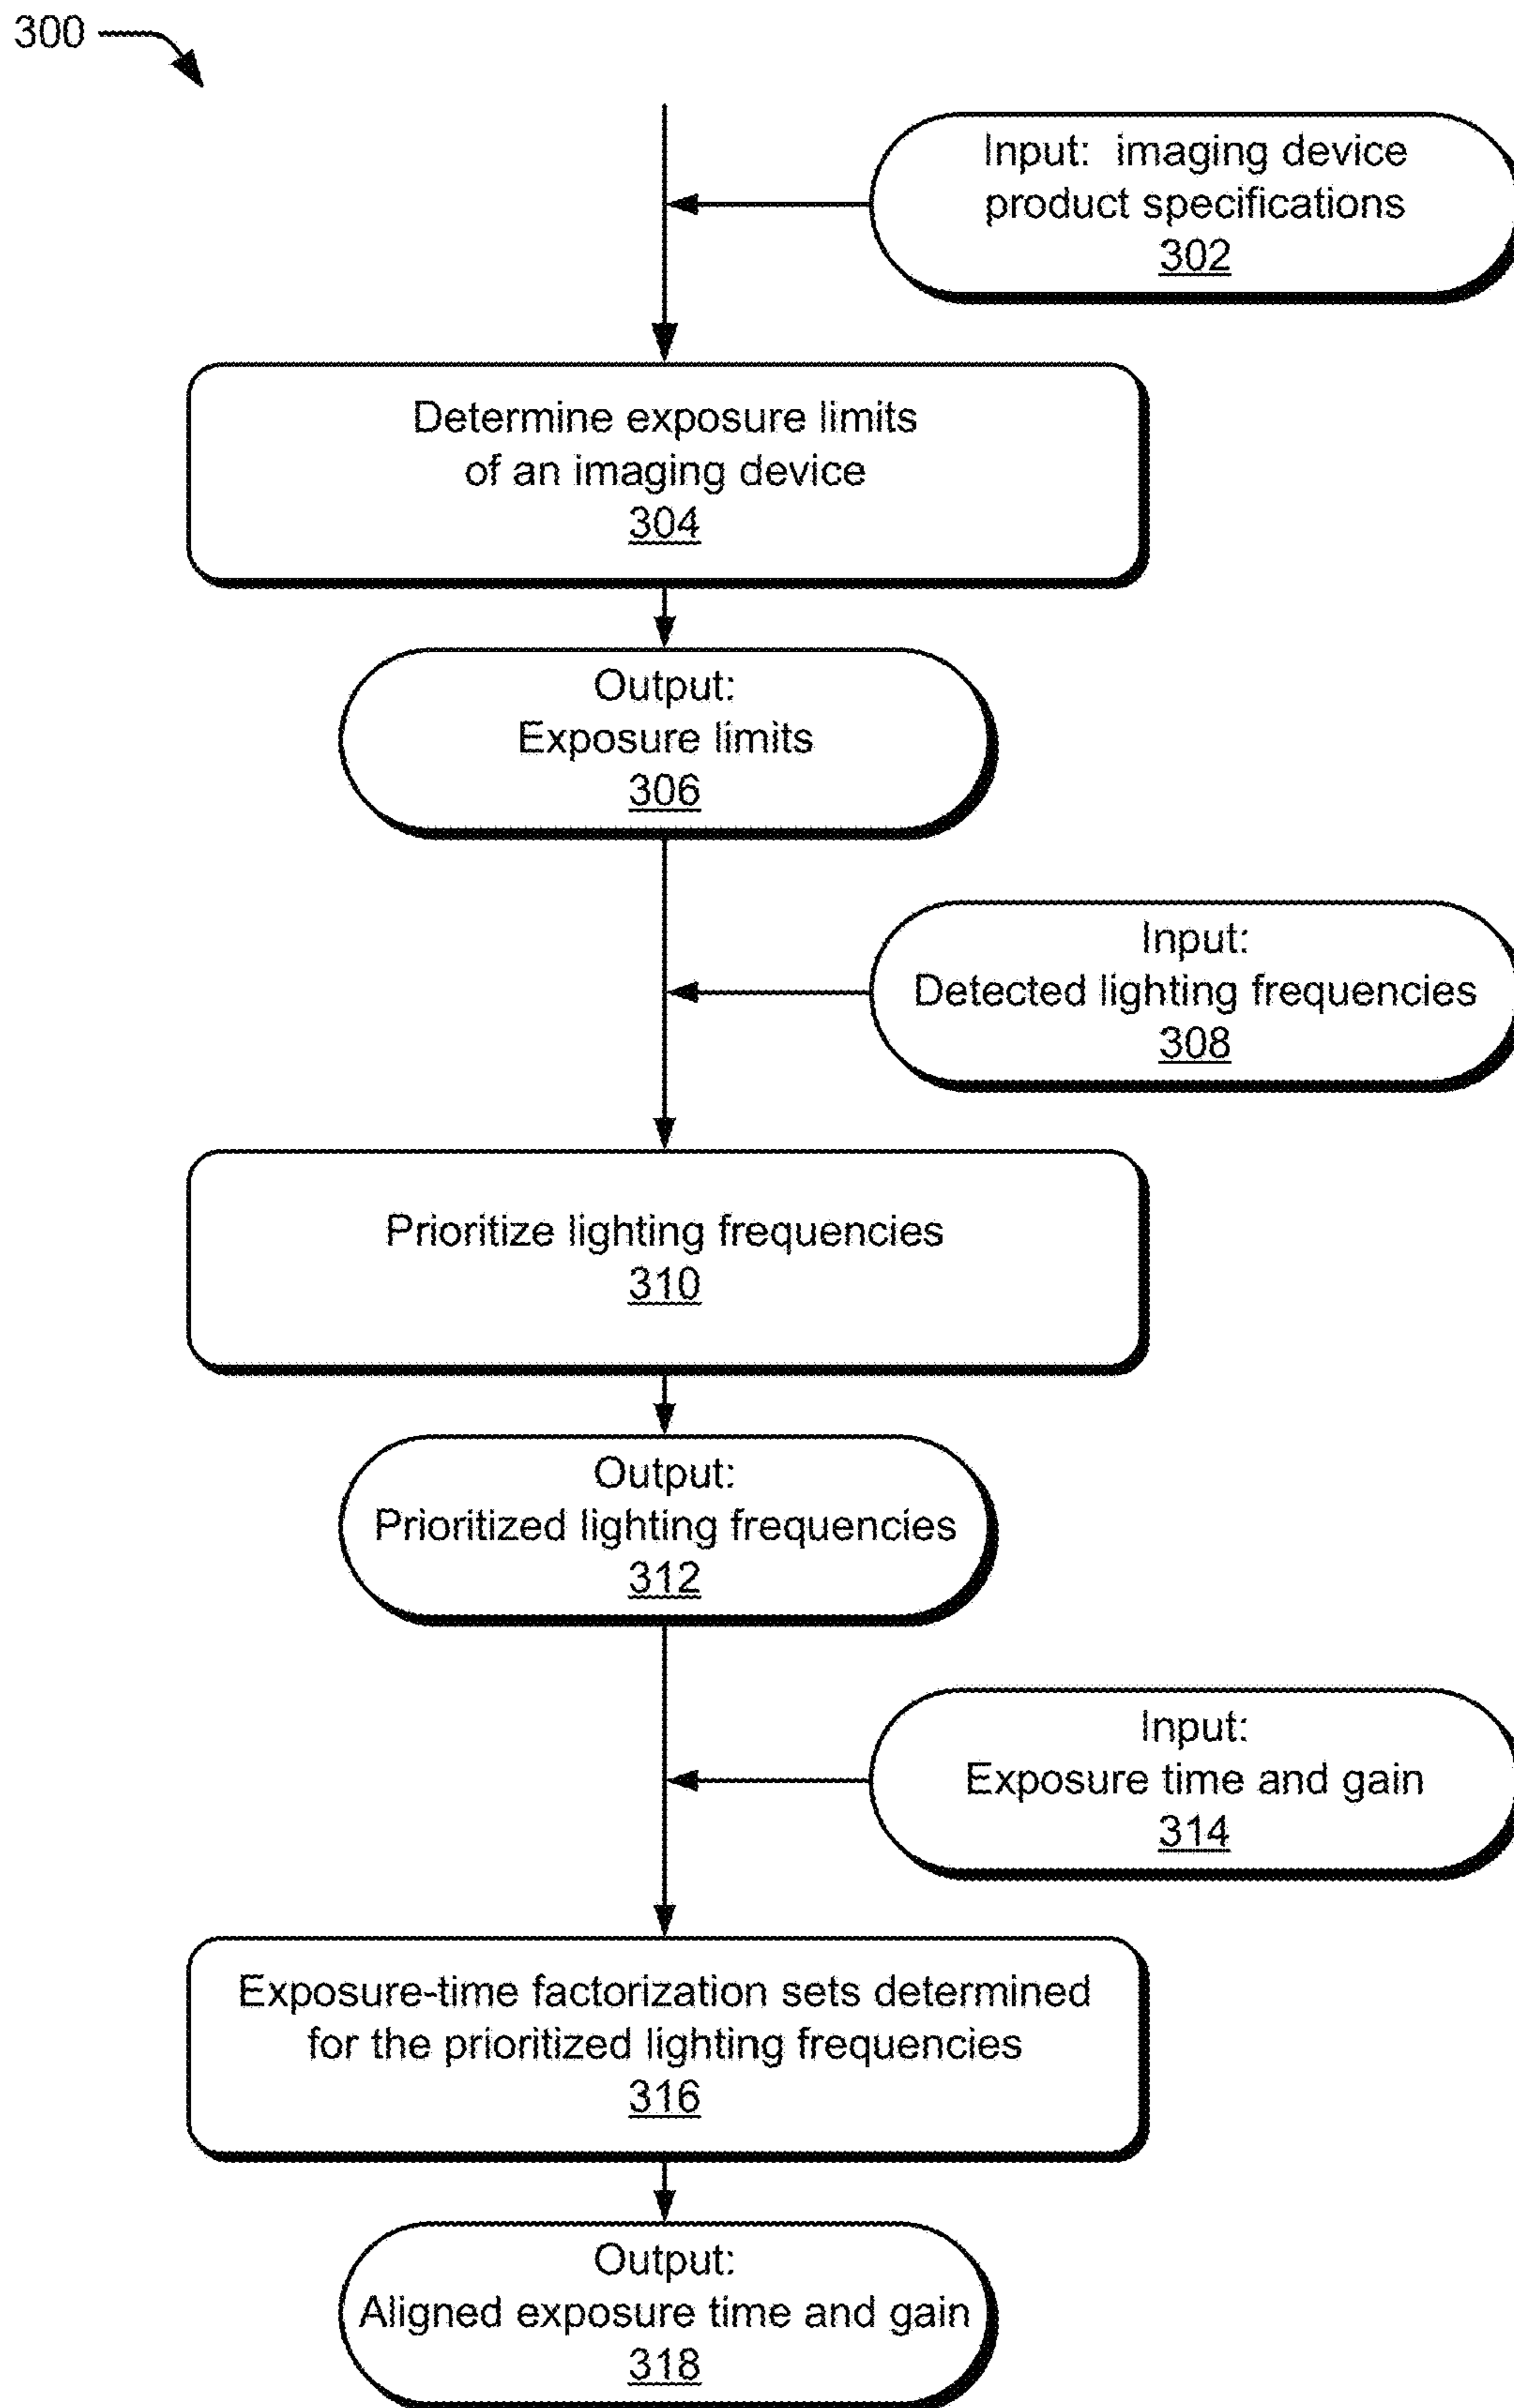 300
Input: imaging device
product specifications
302
Determine exposure limits
of an imaging device
304
Output:
Exposure limits
306
Input:
Detected lighting frequencies
308
Prioritize lighting frequencies
310
Output:
Prioritized lighting frequencies
312
Input:
Exposure time and gain
314
Exposure-time factorization sets determined
for the prioritized lighting frequencies
316
Output:
Aligned exposure time and gain
318